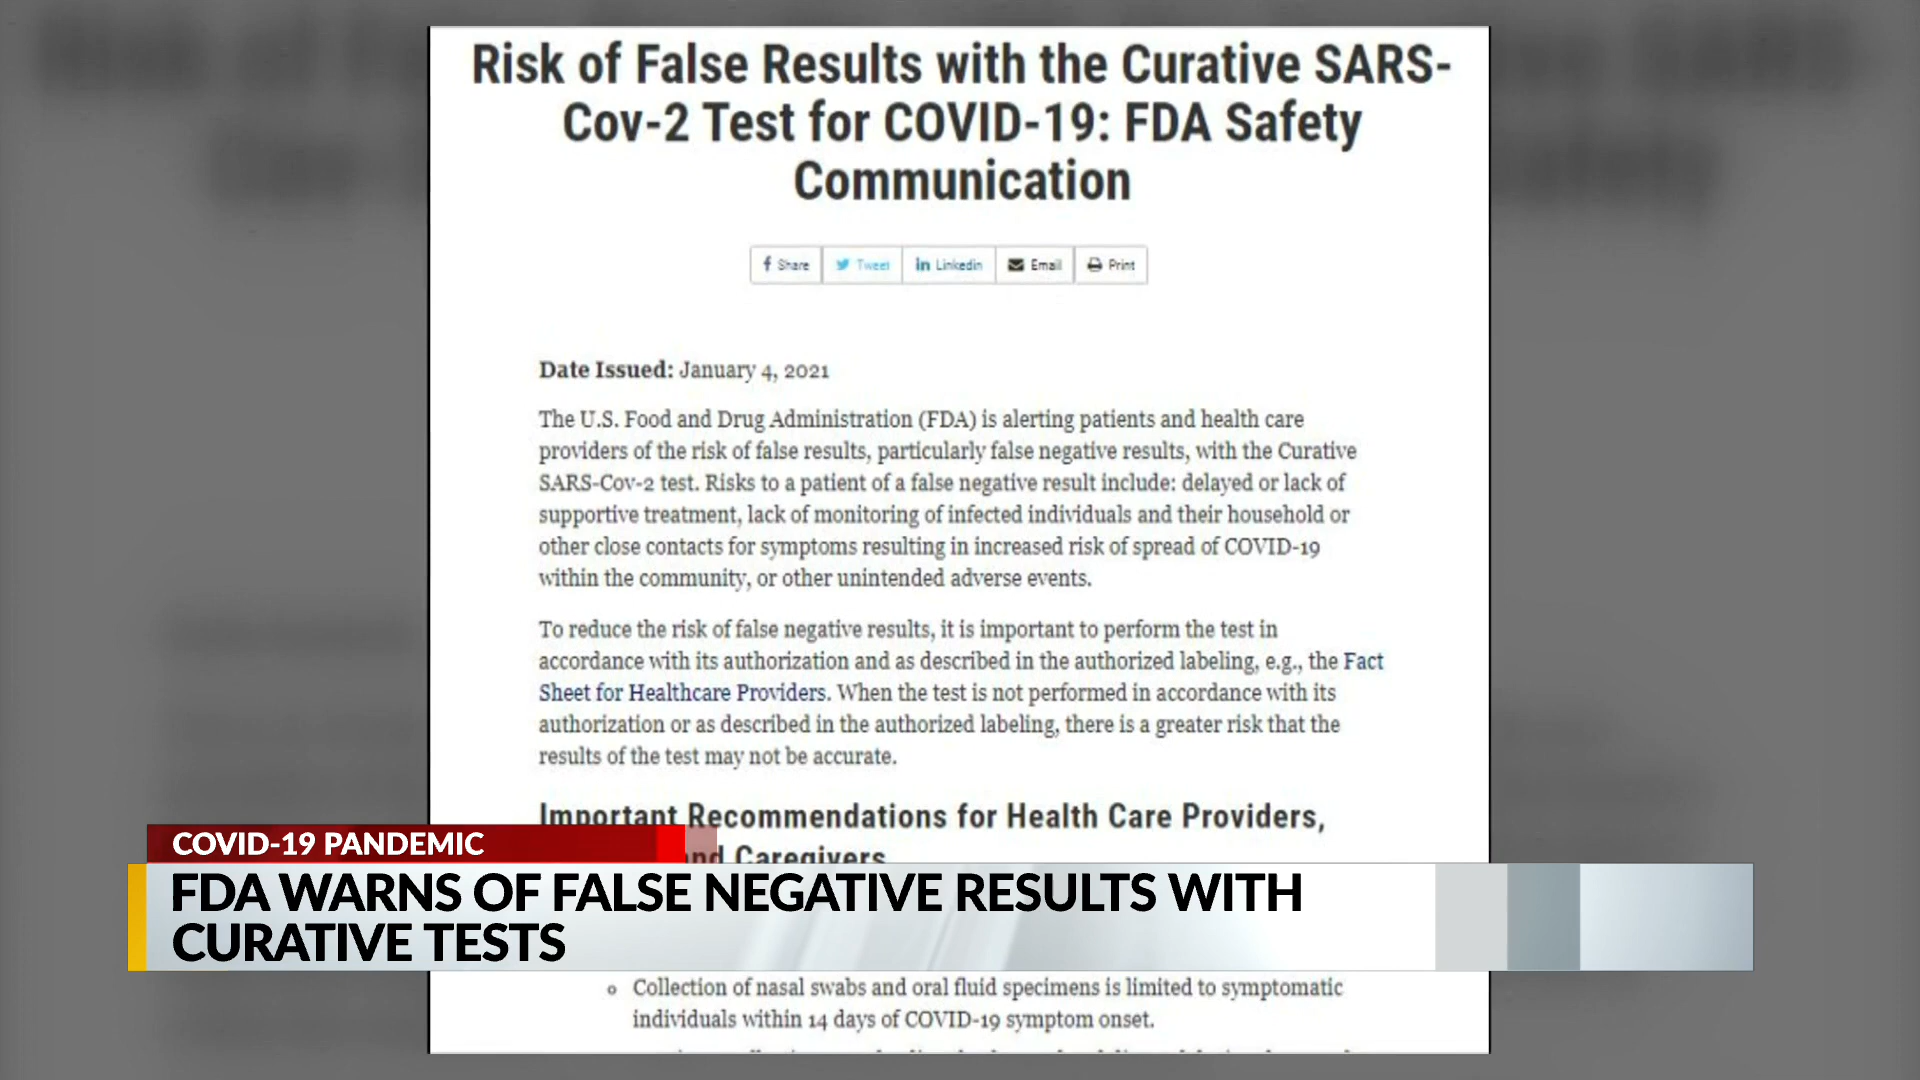 Risk of False Results with the Curative SARS-
Cov-2 Test for COVID-19: FDA Safety
Communication
Share Tweet Linkedin Email Print
Date Issued: January 4, 2021
The U.S. Food and Drug Administration (FDA) is alerting patients and health care
providers of the risk of false results, particularly false negative results, with the Curative
SARS-Cov-2 test. Risks to a patient of a false negative result include: delayed or lack of
supportive treatment, lack of monitoring of infected individuals and their household or
other close contacts for symptoms resulting in increased risk of spread of COVID-19
within the community, or other unintended adverse events.
To reduce the risk of false negative results, it is important to perform the test in
accordance with its authorization and as described in the authorized labeling, e.g., the Fact
Sheet for Healthcare Providers. When the test is not performed in accordance with its
authorization or as described in the authorized labeling, there is a greater risk that the
results of the test may not be accurate.
Important Recommendations for Health Care Providers,
and Caregivers
COVID-19 PANDEMIC
FDA WARNS OF FALSE NEGATIVE RESULTS WITH
CURATIVE TESTS
Collection of nasal swabs and oral fluid specimens is limited to symptomatic
individuals within 14 days of COVID-19 symptom onset.